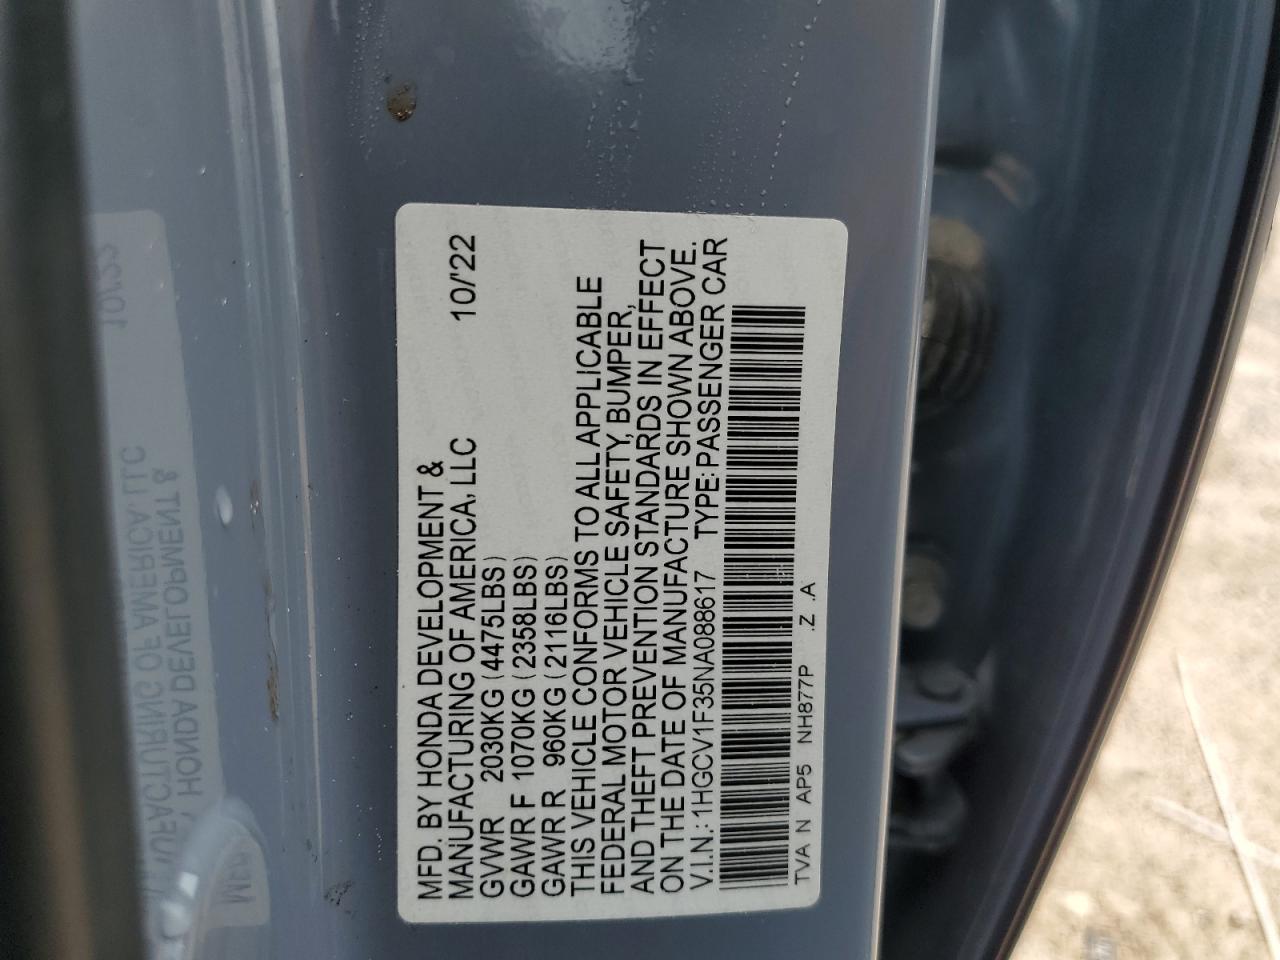 MFD. BY HONDA DEVELOPMENT &
MANUFACTURING OF AMERICA, LLC 10/'22
GVWR 2030KG (4475LBS)
GAWR F 1070KG (2358LBS)
GAWR R 960KG (2116LBS)
THIS VEHICLE CONFORMS TO ALL APPLICABLE
FEDERAL MOTOR VEHICLE SAFETY, BUMPER,
AND THEFT PREVENTION STANDARDS IN EFFECT
ON THE DATE OF MANUFACTURE SHOWN ABOVE.
V.I.N.: 1HGCV1F35NA088617 TYPE: PASSENGER CAR
TVA N AP5 NH877P .Z .A